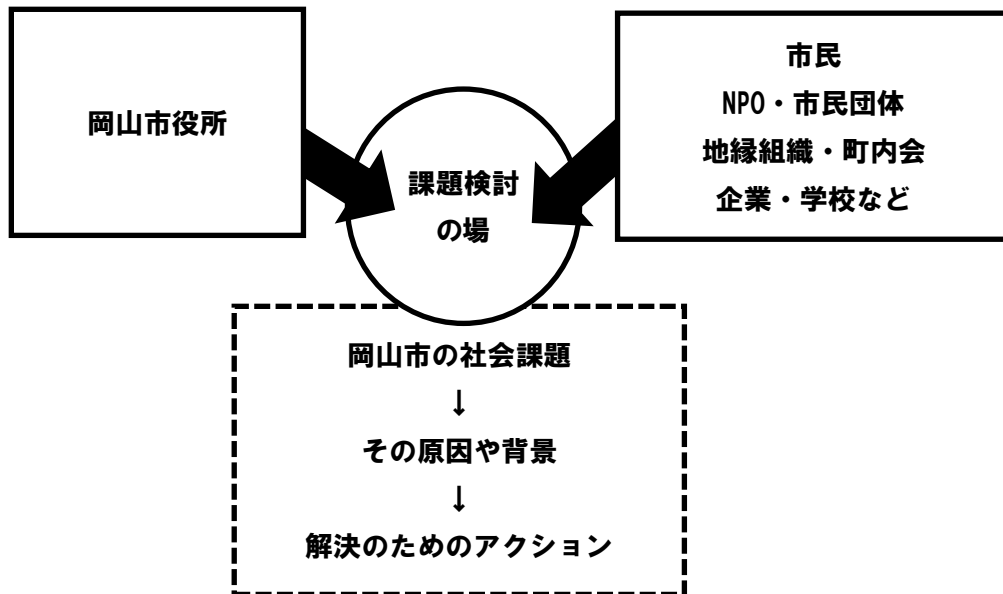 岡山市役所
市民
NPO・市民団体
地縁組織・町内会
企業・学校など
課題検討
の場
岡山市の社会課題
↓
その原因や背景
↓
解決のためのアクション